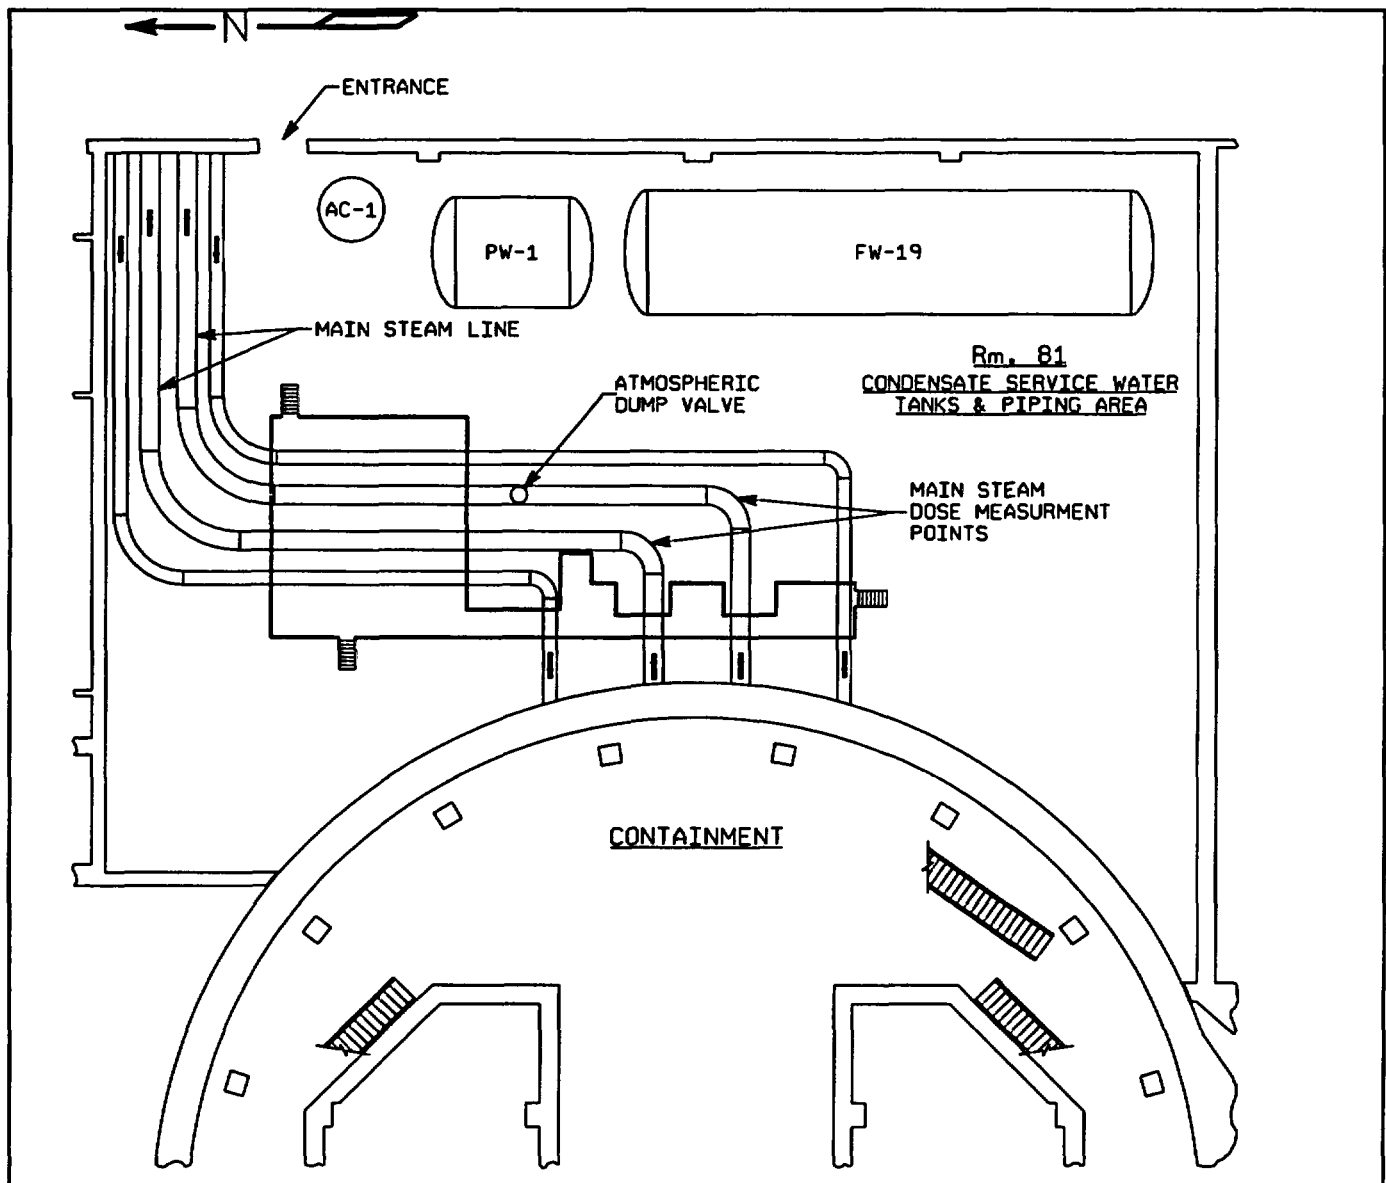 N
ENTRANCE
AC-1
PW-1
FW-19
MAIN STEAM LINE
Rm. 81
CONDENSATE SERVICE WATER
TANKS & PIPING AREA
ATMOSPHERIC
DUMP VALVE
MAIN STEAM
DOSE MEASURMENT
POINTS
CONTAINMENT